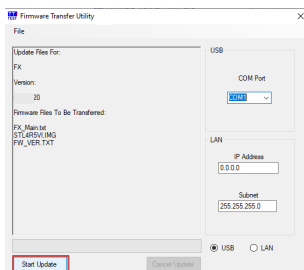 Firmware Transfer Utility
File
Update Files For:
FX
Version:
20
Firmware Files To Be Transferred:
FX_Main.txt
STL4R5VI.IMG
FW_VER.TXT
USB
COM Port
COM1
LAN
IP Address
0.0.0.0
Subnet
255.255.255.0
USB LAN
Start Update
Cancel Update